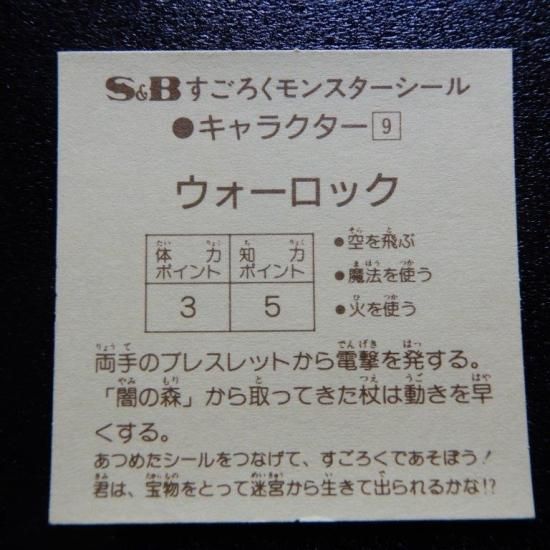 S&Bすごろくモンスターシール
●キャラクター9
ウォーロック
体力ポイント 知力ポイント
3 5
●空を飛ぶ
●魔法を使う
●火を使う
両手のブレスレットから電撃を発する。
「闇の森」から取ってきた杖は動きを早
くする。
あつめたシールをつなげて、すごろくであそぼう!
君は、宝物をとって迷宮から生きて出られるかな!?